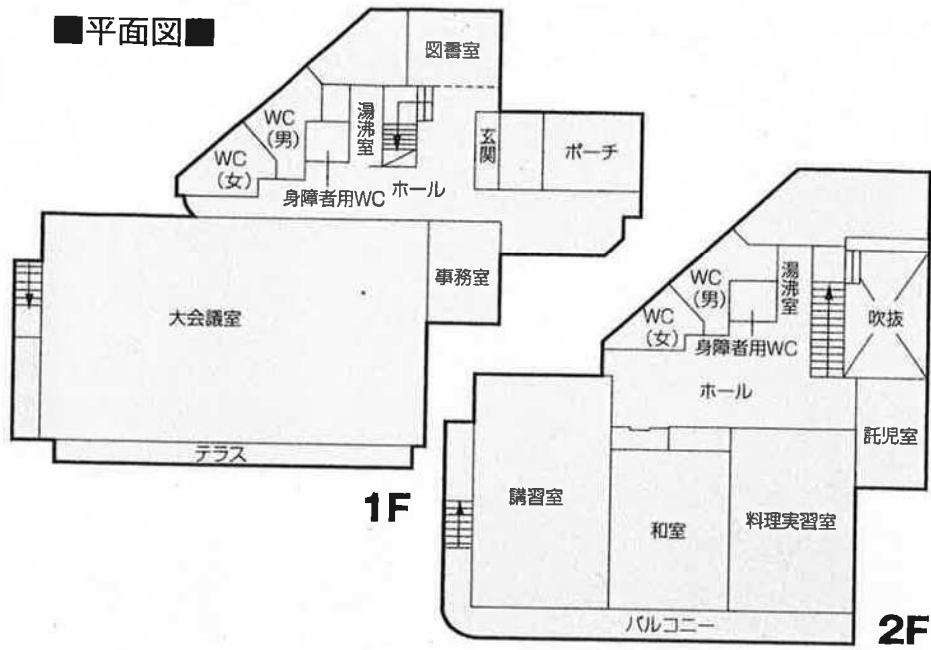 ■平面図■
図書室
WC
(男)
湯沸室
WC
(女)
玄関
ポーチ
身障者用WC
ホール
事務室
大会議室
テラス
1F
WC
(男)
湯沸室
WC
(女)
吹抜
身障者用WC
ホール
託児室
講習室
和室
料理実習室
バルコニー
2F